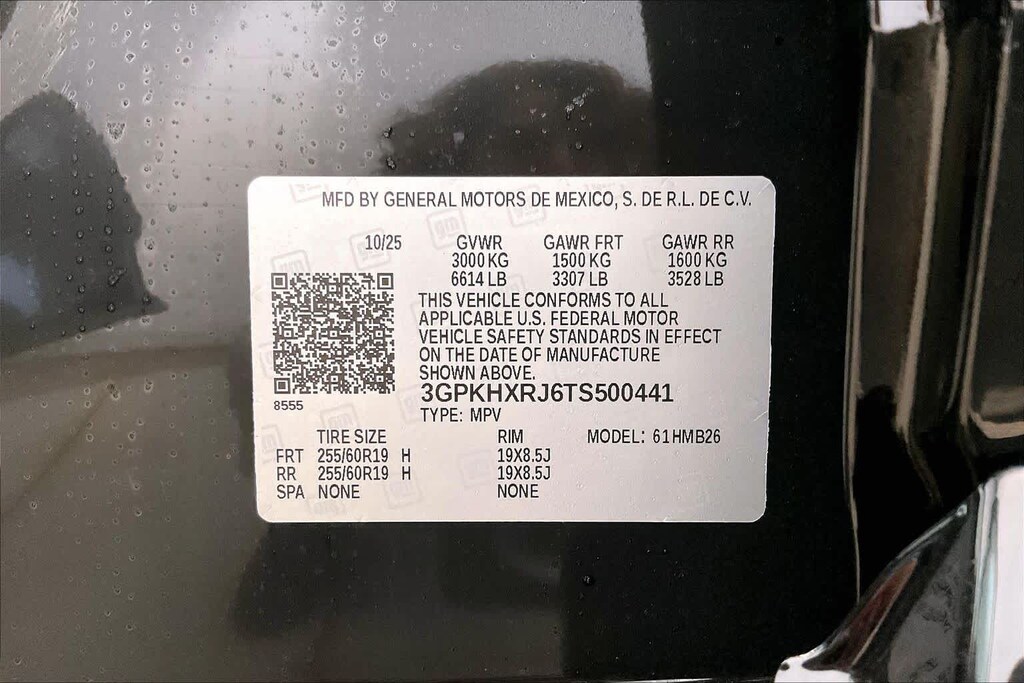 MFD BY GENERAL MOTORS DE MEXICO, S. DE R.L. DE C.V.
10/25 GVWR GAWR FRT GAWR RR
3000 KG 1500 KG 1600 KG
6614 LB 3307 LB 3528 LB
THIS VEHICLE CONFORMS TO ALL
APPLICABLE U.S. FEDERAL MOTOR
VEHICLE SAFETY STANDARDS IN EFFECT
ON THE DATE OF MANUFACTURE
SHOWN ABOVE.
3GPKHXRJ6TS500441
8555
TYPE: MPV
TIRE SIZE RIM MODEL: 61HMB26
FRT 255/60R19 H 19X8.5J
RR 255/60R19 H 19X8.5J
SPA NONE NONE